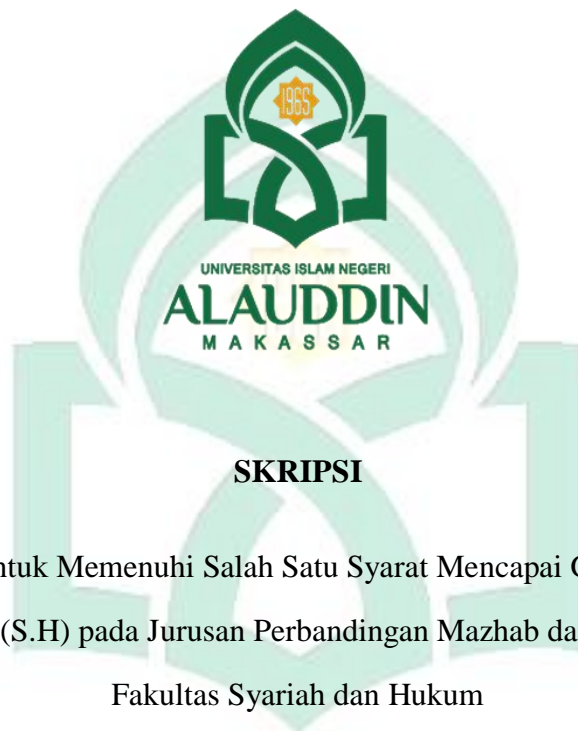 1965
UNIVERSITAS ISLAM NEGERI
ALAUDDIN
MAKASSAR
SKRIPSI
ntuk Memenuhi Salah Satu Syarat Mencapai
(S.H) pada Jurusan Perbandingan Mazhab da
Fakultas Syariah dan Hukum